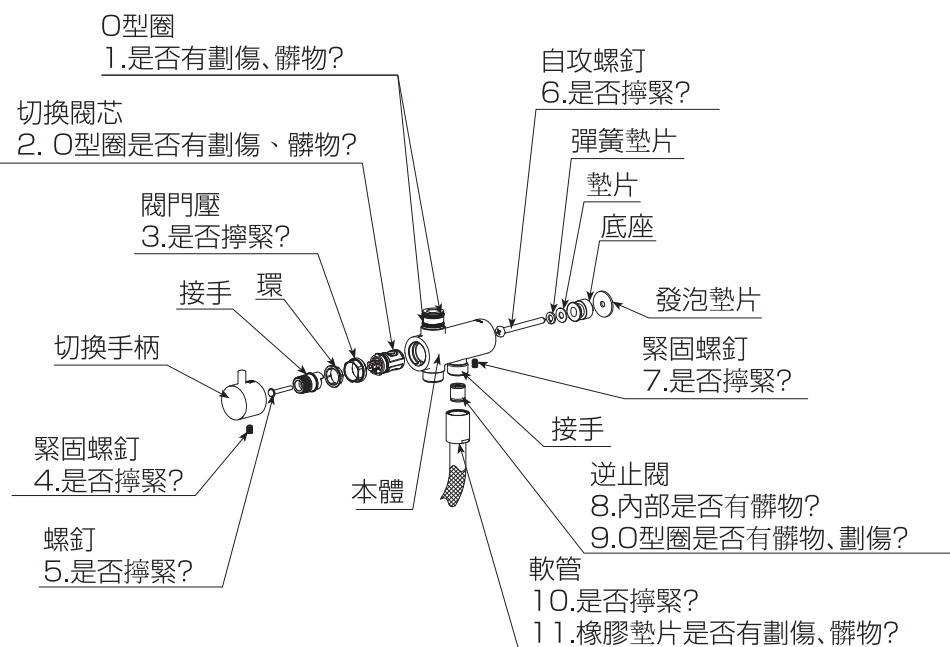 O型圈
1.是否有劃傷、髒物?
自攻螺釘
6.是否擰緊?
切換閥芯
2. O型圈是否有劃傷、髒物?
彈簧墊片
墊片
閥門壓
3.是否擰緊?
底座
接手
環
發泡墊片
切換手柄
緊固螺釘
7.是否擰緊?
接手
緊固螺釘
4.是否擰緊?
本體
逆止閥
8.內部是否有髒物?
9.O型圈是否有髒物、劃傷?
螺釘
5.是否擰緊?
軟管
10.是否擰緊?
11.橡膠墊片是否有劃傷、髒物?